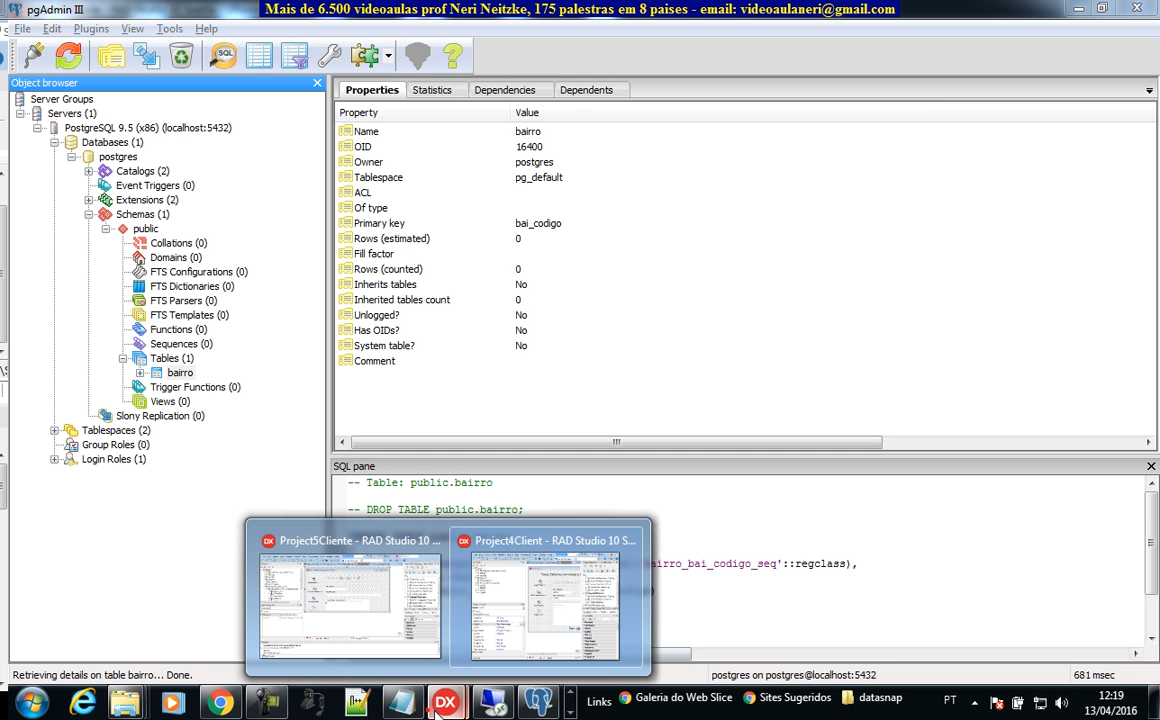 pgAdmin III
Mais de 6.500 videoaulas prof Neri Neitzke, 175 palestras em 8 paises - email: videoaulaneri@gmail.com
File Edit Plugins View Tools Help
SQL
Object browser
Server Groups
Servers (1)
PostgreSQL 9.5 (x86) (localhost:5432)
Databases (1)
postgres
Catalogs (2)
Event Triggers (0)
Extensions (2)
Schemas (1)
public
Collations (0)
Domains (0)
FTS Configurations (0)
FTS Dictionaries (0)
FTS Parsers (0)
FTS Templates (0)
Functions (0)
Sequences (0)
Tables (1)
bairro
Trigger Functions (0)
Views (0)
Slony Replication (0)
Tablespaces (2)
Group Roles (0)
Login Roles (1)
Properties Statistics Dependencies Dependents
Property Value
Name bairro
OID 16400
Owner postgres
Tablespace pg_default
ACL
Of type
Primary key bai_codigo
Rows (estimated) 0
Fill factor
Rows (counted) 0
Inherits tables No
Inherited tables count 0
Unlogged? No
Has OIDs? No
System table? No
Comment
SQL pane
-- Table: public.bairro
-- DROP TABLE public.bairro;
airro_bai_codigo_seq'::regclass),
DX Project5Cliente - RAD Studio 10 ...
DX Project4Client - RAD Studio 10 S...
Retrieving details on table bairro... Done.
postgres on postgres@localhost:5432
681 msec
DX
Links Galeria do Web Slice Sites Sugeridos datasnap
PT
12:19
13/04/2016